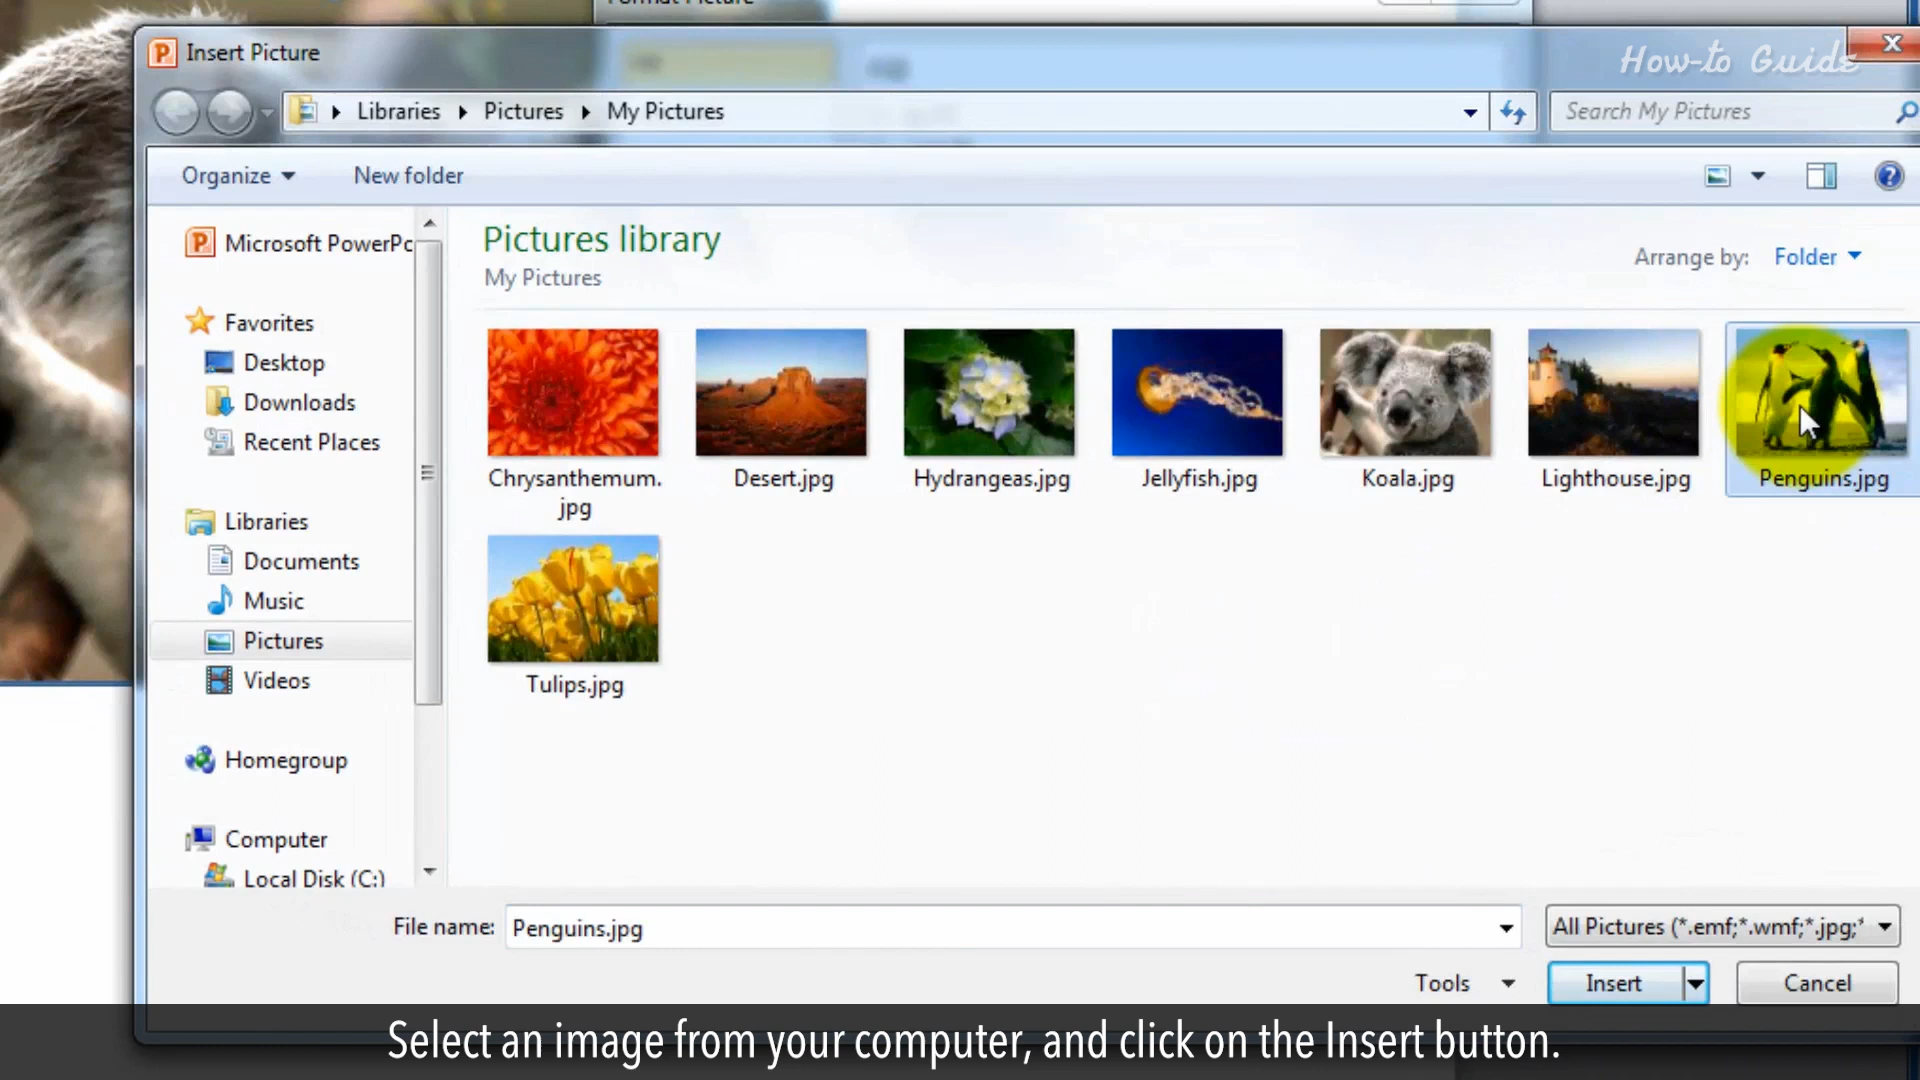 Format Picture
Insert Picture
How-to Guide
Libraries
Pictures
My Pictures
Search My Pictures
Organize
New folder
Microsoft PowerPo
Pictures library
My Pictures
Arrange by:
Folder
Favorites
Desktop
Downloads
Recent Places
Libraries
Documents
Music
Pictures
Videos
Homegroup
Computer
Local Disk (C:)
Chrysanthemum.
jpg
Desert.jpg
Hydrangeas.jpg
Jellyfish.jpg
Koala.jpg
Lighthouse.jpg
Penguins.jpg
Tulips.jpg
File name:
Penguins.jpg
All Pictures (*.emf;*.wmf;*.jpg;*
Tools
Insert
Cancel
Select an image from your computer, and click on the Insert button.